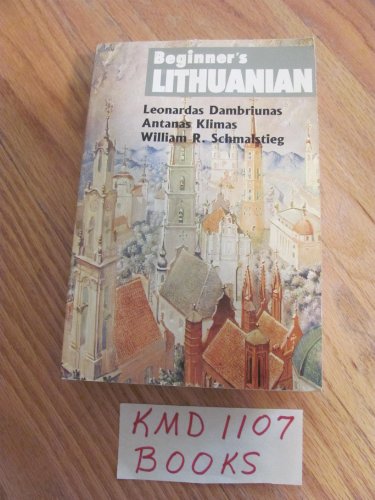 Beginner's
LITHUANIAN
Leonardas Dambriunas
Antanas Klimas
William R. Schmalstieg
KMD 1107
BOOKS